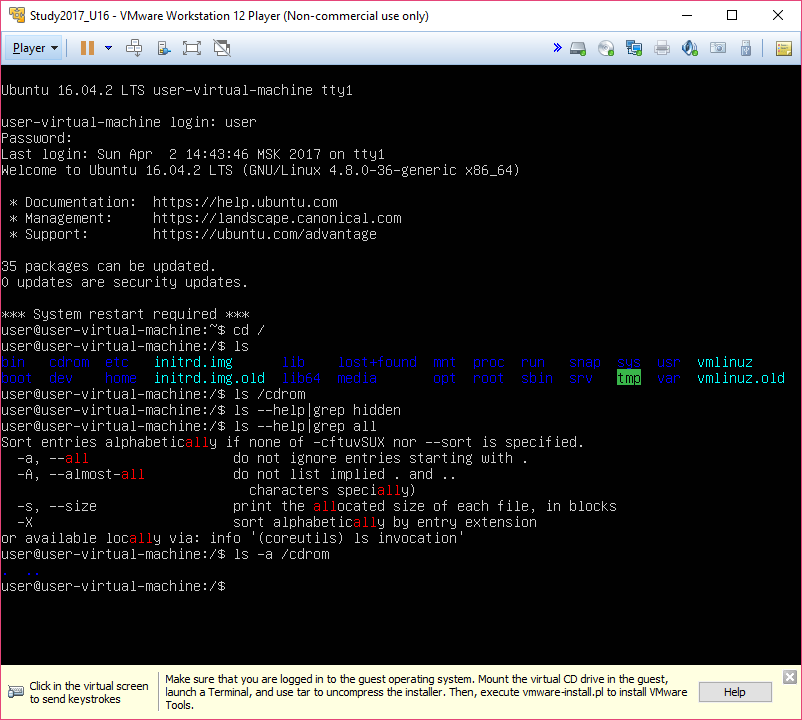 Study2017_U16 - VMware Workstation 12 Player (Non-commercial use only)
Player
Ubuntu 16.04.2 LTS user-virtual-machine tty1
user-virtual-machine login: user
Password:
Last login: Sun Apr  2 14:43:46 MSK 2017 on tty1
Welcome to Ubuntu 16.04.2 LTS (GNU/Linux 4.8.0-36-generic x86_64)
 * Documentation:  https://help.ubuntu.com
 * Management:     https://landscape.canonical.com
 * Support:        https://ubuntu.com/advantage
35 packages can be updated.
0 updates are security updates.
*** System restart required ***
user@user-virtual-machine:~$ cd /
user@user-virtual-machine:/$ ls
bin   cdrom  etc   initrd.img      lib    lost+found  mnt  proc  run   snap  sys  usr  vmlinuz
boot  dev    home  initrd.img.old  lib64  media       opt  root  sbin  srv   tmp  var  vmlinuz.old
user@user-virtual-machine:/$ ls /cdrom
user@user-virtual-machine:/$ ls --help|grep hidden
user@user-virtual-machine:/$ ls --help|grep all
Sort entries alphabetically if none of -cftuvSUX nor --sort is specified.
  -a, --all                  do not ignore entries starting with .
  -A, --almost-all           do not list implied . and ..
                               characters specially)
  -s, --size                 print the allocated size of each file, in blocks
  -X                         sort alphabetically by entry extension
or available locally via: info '(coreutils) ls invocation'
user@user-virtual-machine:/$ ls -a /cdrom
.  ..
user@user-virtual-machine:/$
Click in the virtual screen
to send keystrokes
Make sure that you are logged in to the guest operating system. Mount the virtual CD drive in the guest,
launch a Terminal, and use tar to uncompress the installer. Then, execute vmware-install.pl to install VMware
Tools.
Help